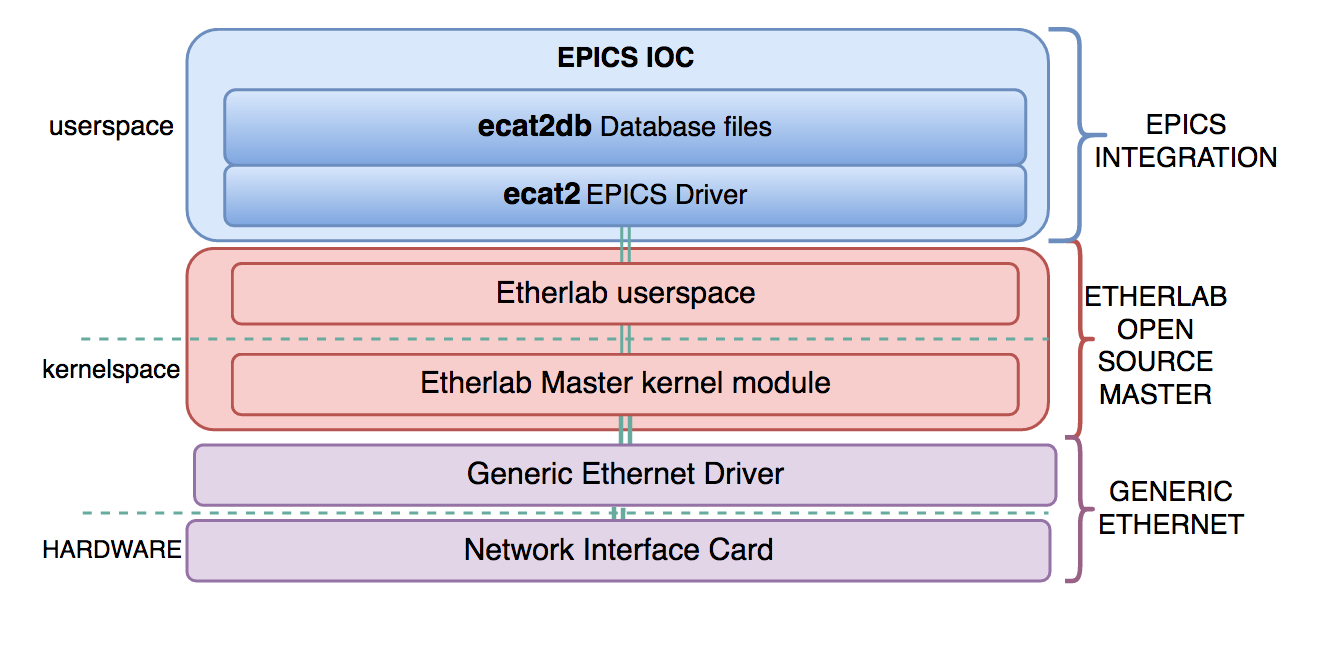 EPICS IOC
userspace
ecat2db Database files
EPICS
INTEGRATION
ecat2 EPICS Driver
Etherlab userspace
ETHERLAB
OPEN
SOURCE
MASTER
kernelspace
Etherlab Master kernel module
Generic Ethernet Driver
GENERIC
ETHERNET
HARDWARE
Network Interface Card